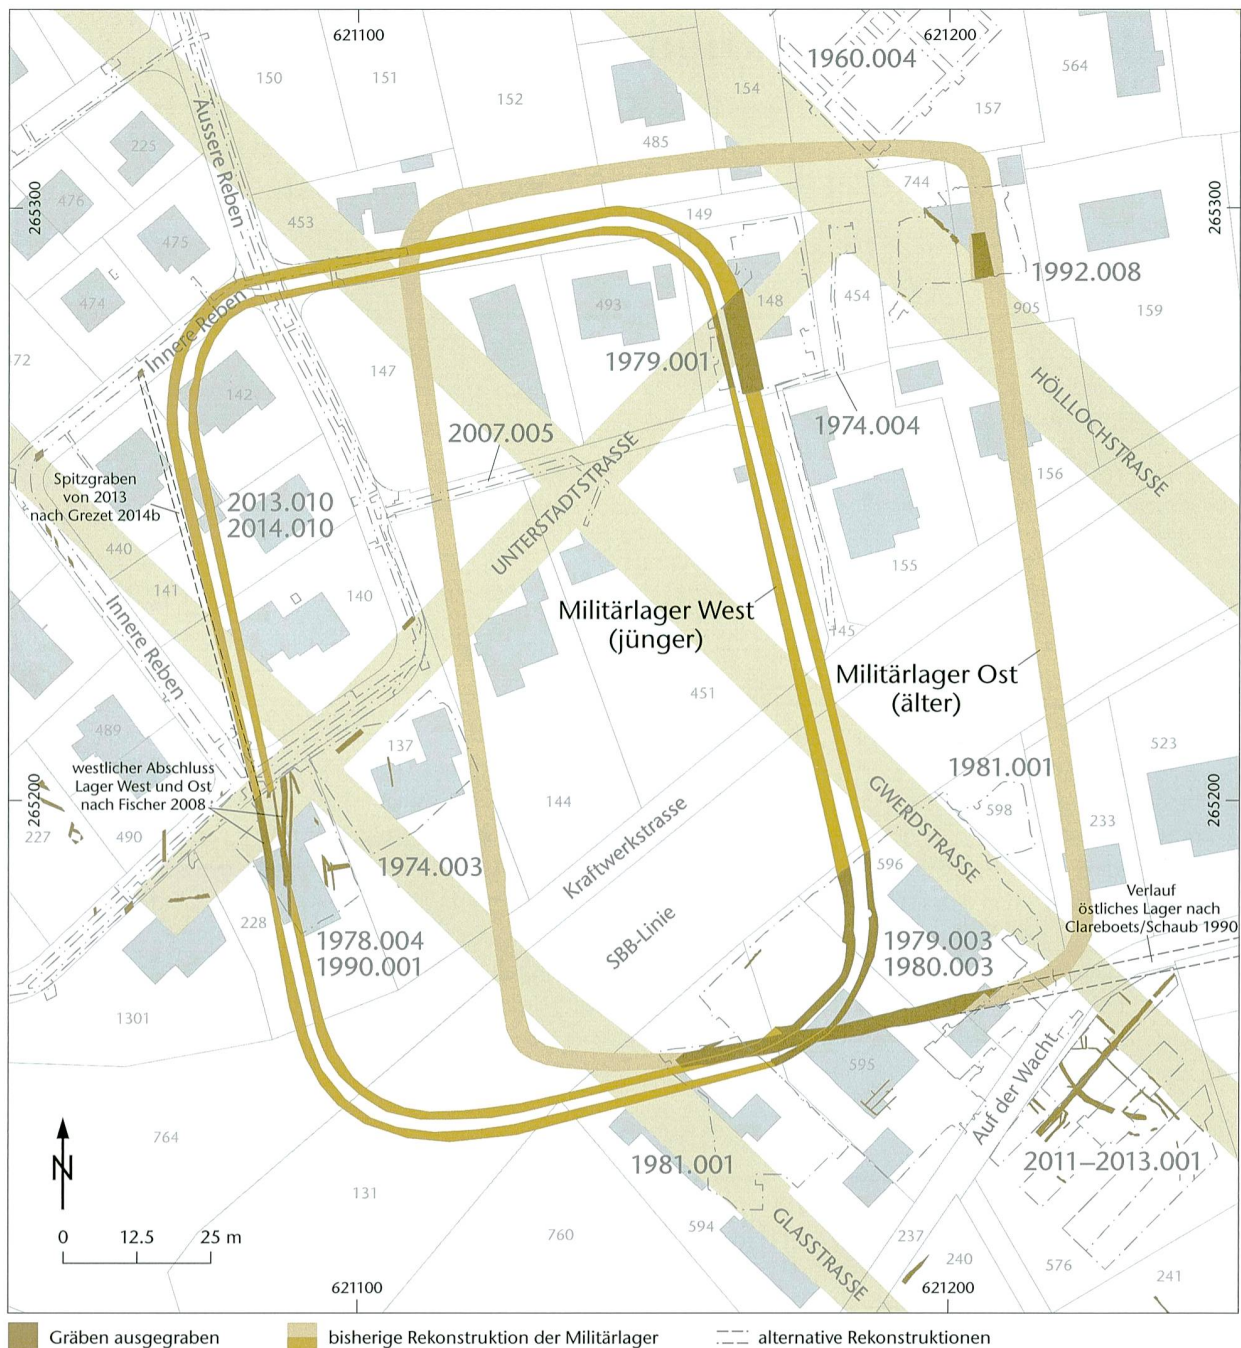 621100
621200
1960.004
150
151
152
154
157
564
485
225
Äussere Reben
476
265300
265300
453
475
149
744
474
Innere Reben
493
148
454
1992.008
905
159
1979.001
147
142
HÖLLLOCHSTRASSE
2007.005
1974.004
UNTERSTADTSTRASSE
156
Spitzgraben
von 2013
nach Grezet 2014b
2013.010
2014.010
440
141
155
140
Innere Reben
Militärlager West
(jünger)
145
Militärlager Ost
(älter)
451
489
137
523
westlicher Abschluss
Lager West und Ost
nach Fischer 2008
1981.001
265200
265200
GWERDSTRASSE
598
233
227
490
144
Kraftwerkstrasse
1974.003
596
Verlauf
östliches Lager nach
Clareboets/Schaub 1990
228
1978.004
1990.001
SBB-Linie
1979.003
1980.003
1301
595
Auf der Wacht
764
1981.001
2011–2013.001
N
131
760
594
GLASSTRASSE
237
240
576
241
0 12.5 25 m
621100
621200
Gräben ausgegraben
bisherige Rekonstruktion der Militärlager
alternative Rekonstruktionen